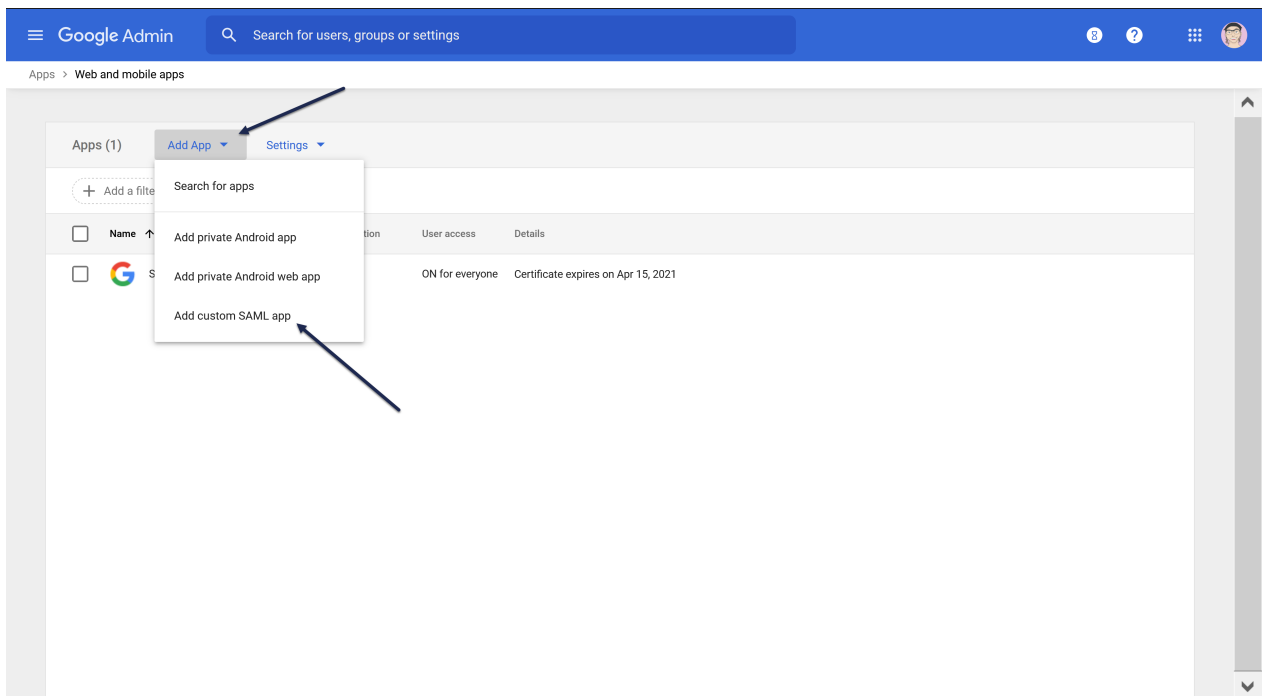 Google Admin
Search for users, groups or settings
8
?
Apps > Web and mobile apps
Apps (1)
Add App
Settings
+ Add a filte
Search for apps
Name
tion
User access
Details
Add private Android app
S
ON for everyone
Certificate expires on Apr 15, 2021
Add private Android web app
Add custom SAML app